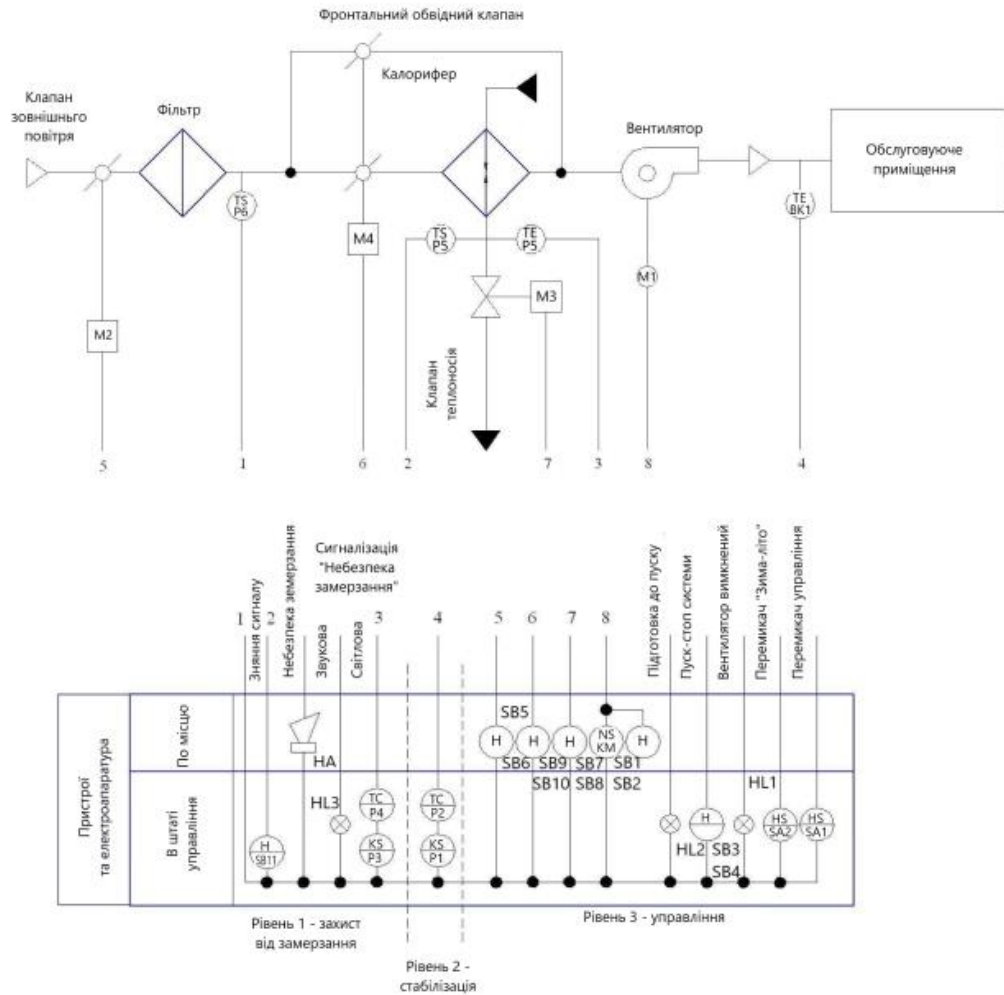 Фронтальний обвідний клапан
Калорифер
Клапан
зовнішнього
повітря
Фільтр
Вентилятор
Обслуговуюче
приміщення
TS
P6
TE
BK1
M4
TS
P5
TE
P5
M1
M3
M2
Клапан
теплоносія
5
1
6
2
7
3
8
4
Сигналізація
"Небезпека
замерзання"
1
Зняння сигналу
2
Небезпека земерзання
Звукова
Світлова
3
4
5
6
7
8
Підготовка до пуску
Пуск-стоп системи
Вентилятор вимкнений
Перемикач "Зима-літо"
Перемикач управління
Пристрої
та електроапаратура
По місцю
SB5
H
H
H
NS
KM
H
HA
SB6
SB9
SB7
SB1
В штаті
управління
SB10
SB8
SB2
HL1
HL3
TC
P4
TC
P2
H
HS
SA2
HS
SA1
H
SB11
KS
P3
KS
P1
HL2
SB3
SB4
Рівень 1 - захист
від замерзання
Рівень 3 - управління
Рівень 2 -
стабілізація